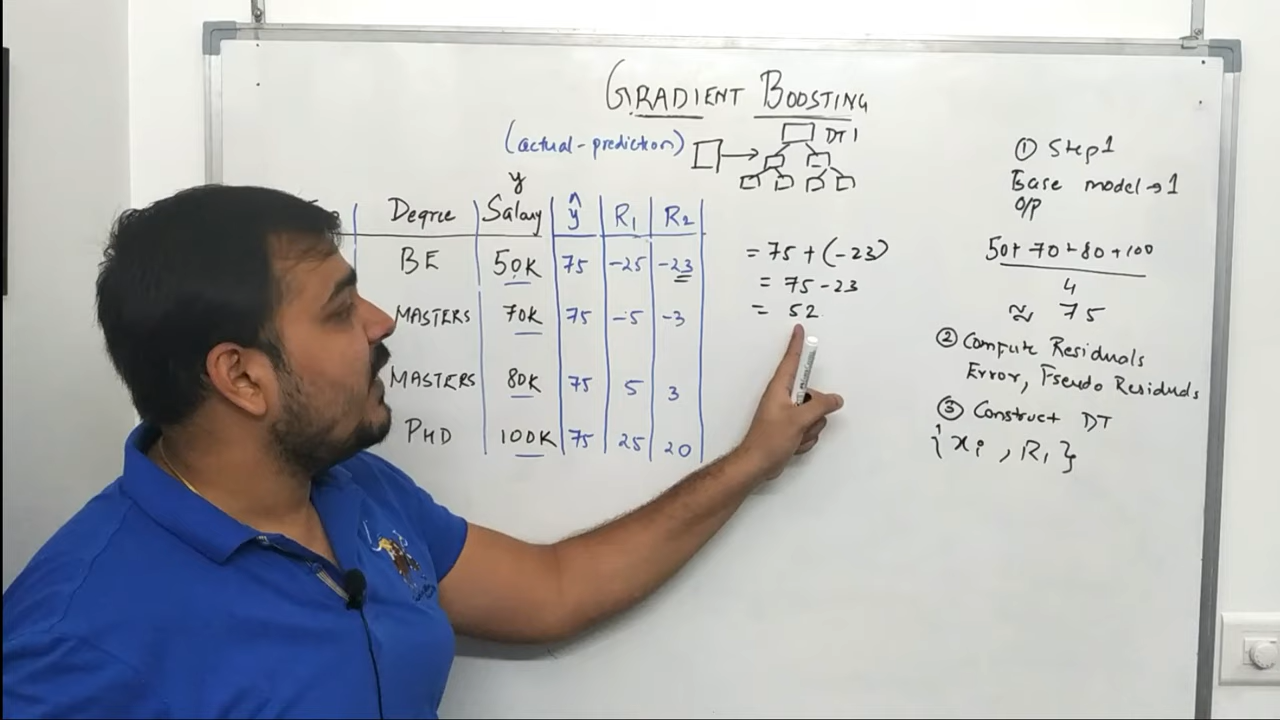 GRADIENT BOOSTING
(actual-prediction)
DT1
y
Degree Salary ŷ R1 R2
BE 50K 75 -25 -23
MASTERS 70K 75 -5 -3
MASTERS 80K 75 5 3
PHD 100K 75 25 20
= 75 + (-23)
= 75 - 23
= 52
① Step1
Base model → 1
O/P
50+70+80+100
4
≈ 75
② Compute Residuals
Error, Pseudo Residuals
③ Construct DT
{xi, R1}